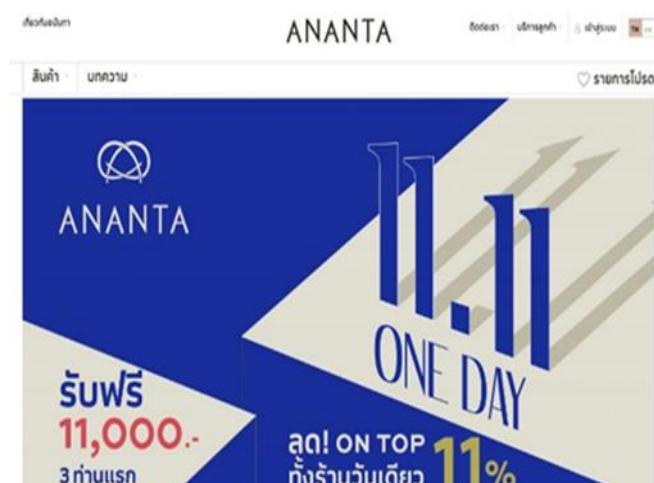 เกี่ยวกับอนันทา
ANANTA
ติดต่อเรา
บริการลูกค้า
เข้าสู่ระบบ
TH
EN
สินค้า
บทความ
รายการโปรด
ANANTA
11.11
ONE DAY
รับฟรี
11,000.-
3 ท่านแรก
ลด! ON TOP
ทั้งร้านวันเดียว 11%